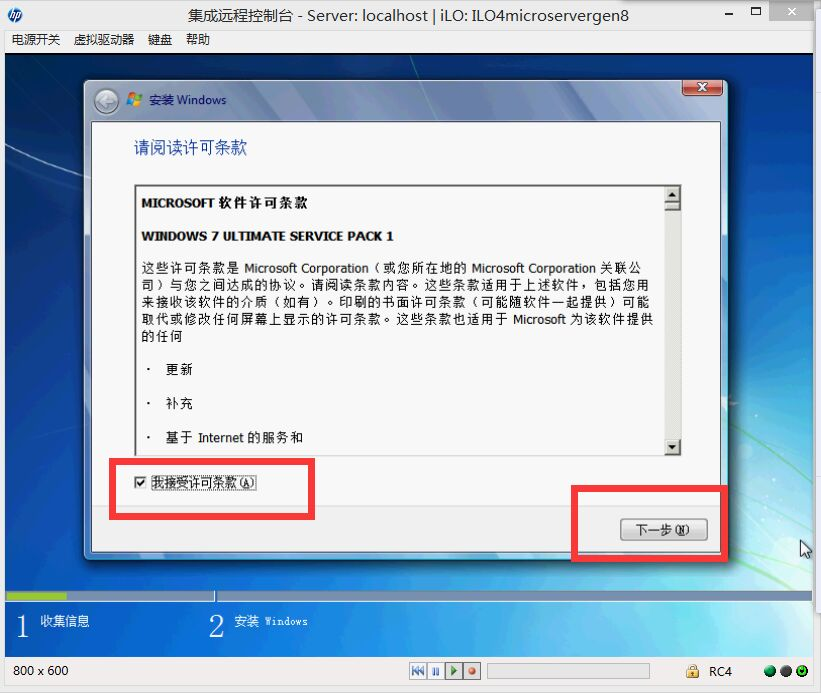 集成远程控制台 - Server: localhost | iLO: ILO4microservergen8
电源开关 虚拟驱动器 键盘 帮助
安装 Windows
请阅读许可条款
MICROSOFT 软件许可条款
WINDOWS 7 ULTIMATE SERVICE PACK 1
这些许可条款是 Microsoft Corporation（或您所在地的 Microsoft Corporation 关联公
司）与您之间达成的协议。请阅读条款内容。这些条款适用于上述软件，包括您用
来接收该软件的介质（如有）。印刷的书面许可条款（可能随软件一起提供）可能
取代或修改任何屏幕上显示的许可条款。这些条款也适用于 Microsoft 为该软件提供
的任何
· 更新
· 补充
· 基于 Internet 的服务和
我接受许可条款(A)
下一步(N)
1 收集信息 2 安装 Windows
800 x 600 RC4